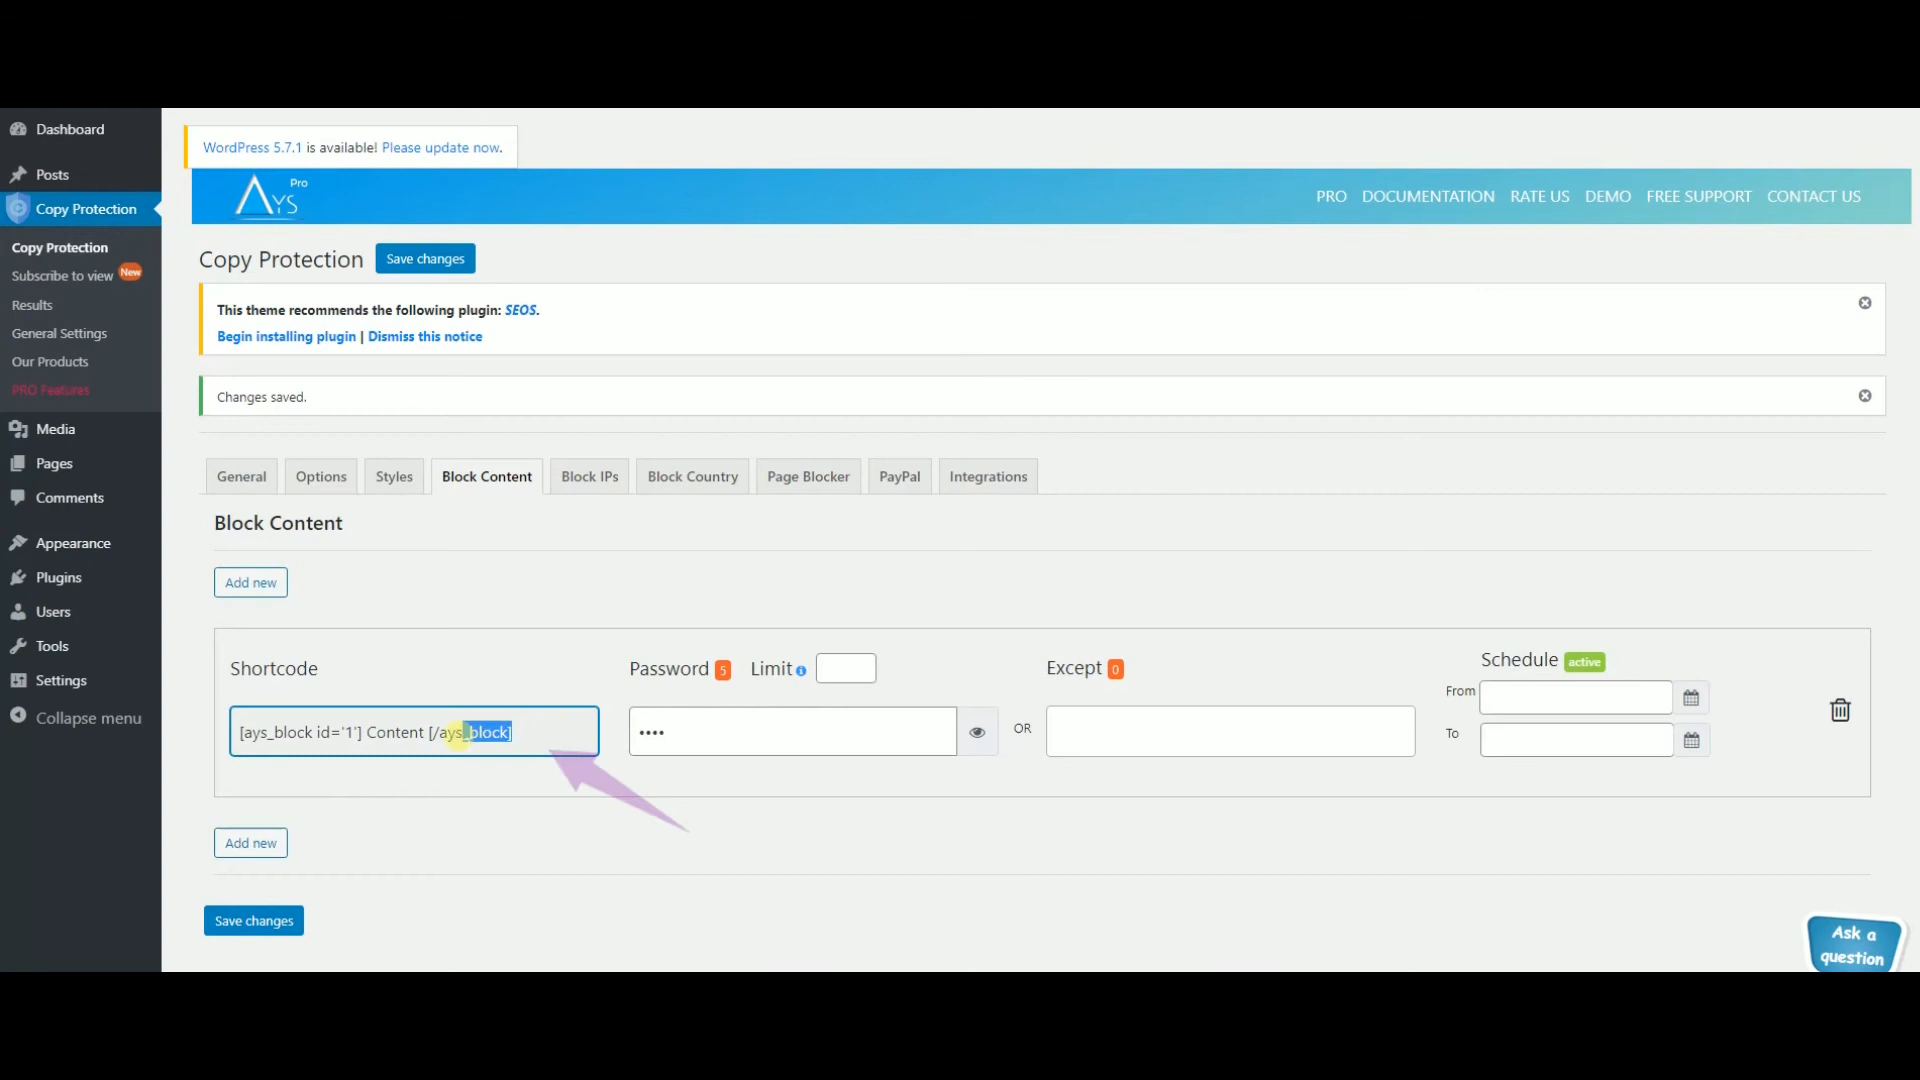 Dashboard
WordPress 5.7.1 is available! Please update now.
Posts
Copy Protection
Copy Protection
Subscribe to view New
Results
General Settings
Our Products
PRO Features
Media
Pages
Comments
Appearance
Plugins
Users
Tools
Settings
Collapse menu
AYS Pro
PRO DOCUMENTATION RATE US DEMO FREE SUPPORT CONTACT US
Copy Protection Save changes
This theme recommends the following plugin: SEOS.
Begin installing plugin | Dismiss this notice
Changes saved.
General Options Styles Block Content Block IPs Block Country Page Blocker PayPal Integrations
Block Content
Add new
Shortcode Password 5 Limit Except 0 Schedule active
From
[ays_block id='1'] Content [/ays_block] •••• OR
To
Add new
Save changes
Ask a
question